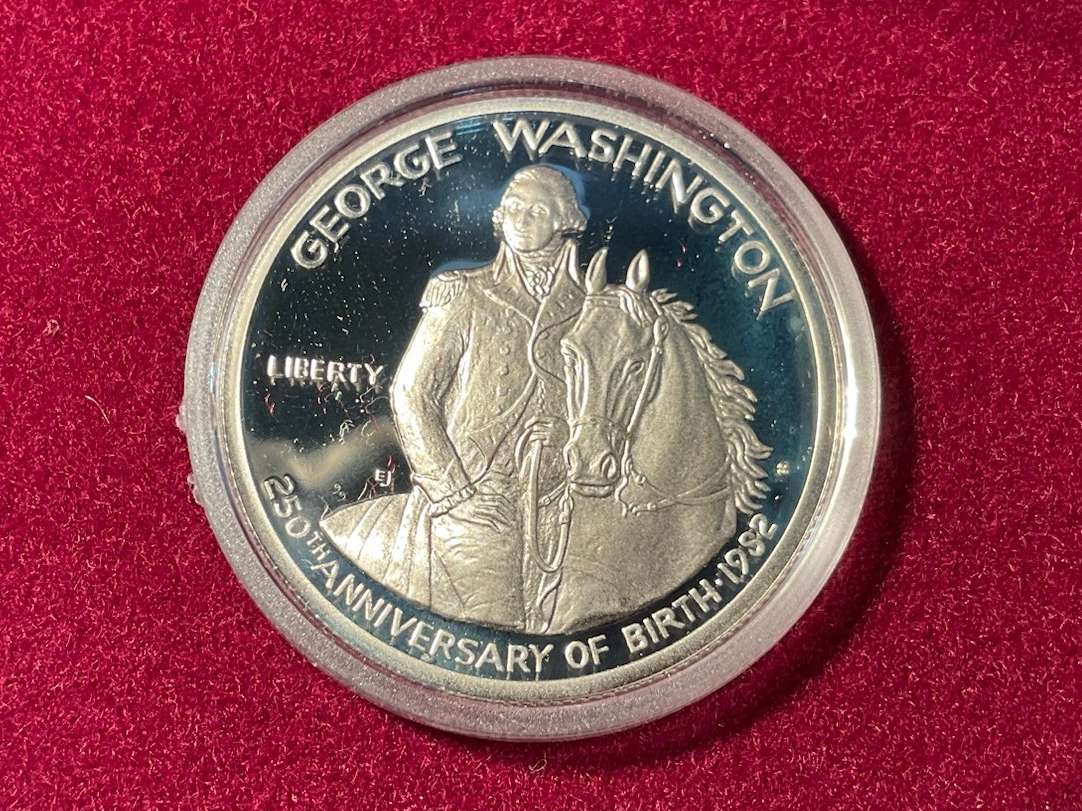 GEORGE WASHINGTON
LIBERTY
EJ
250TH ANNIVERSARY OF BIRTH·1982